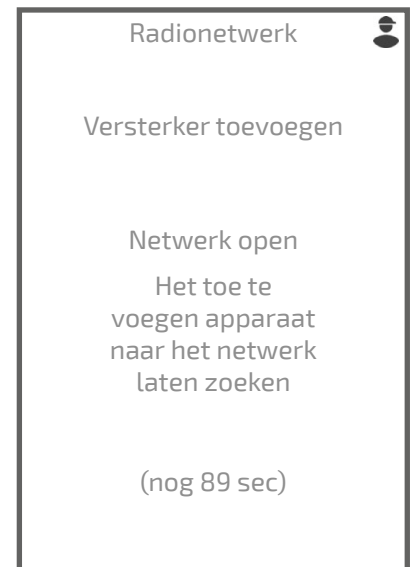 Radionetwerk
Versterker toevoegen
Netwerk open
Het toe te
voegen apparaat
naar het netwerk
laten zoeken
(nog 89 sec)